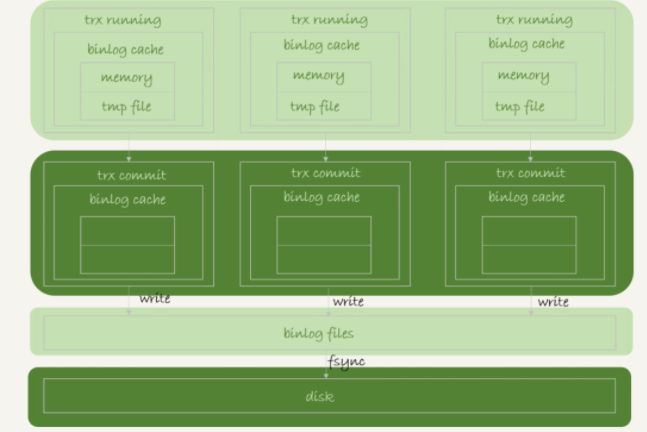 trx running trx running trx running
binlog cache binlog cache binlog cache
memory memory memory
tmp file tmp file tmp file
trx commit trx commit trx commit
binlog cache binlog cache binlog cache
write write write
binlog files
fsync
disk